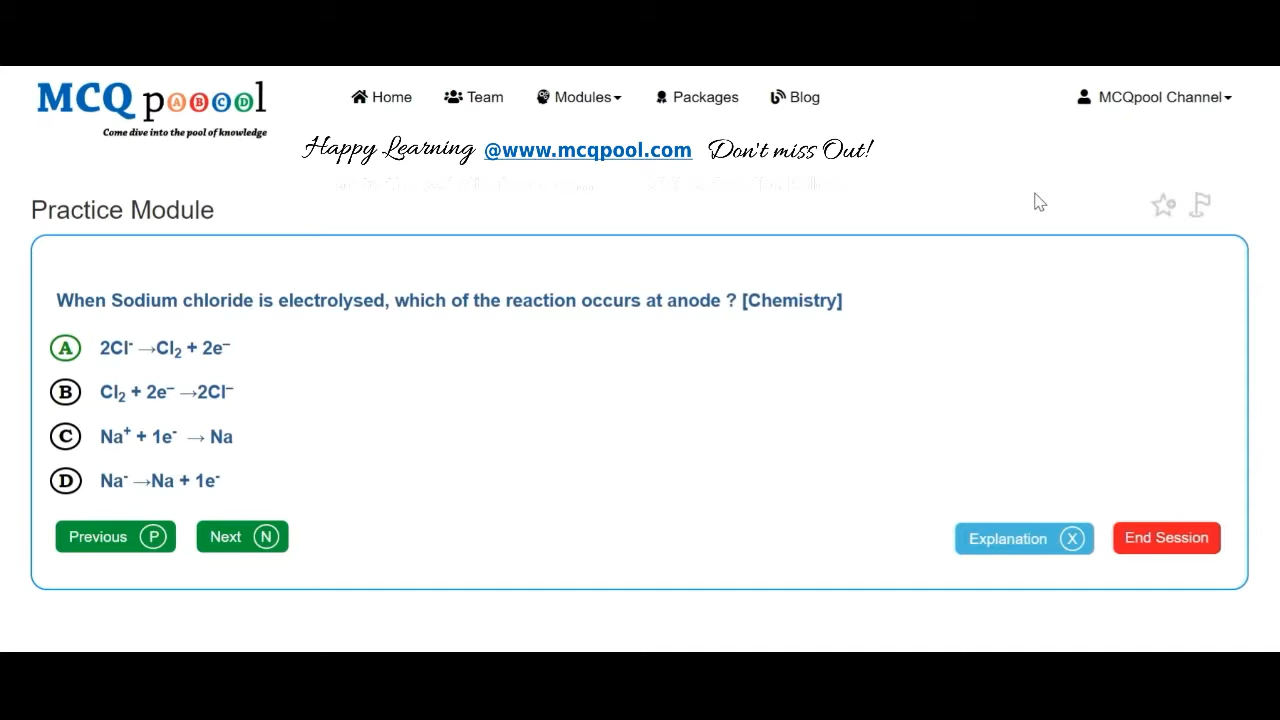 MCQ pABCDl
Come dive into the pool of knowledge
Home Team Modules Packages Blog MCQpool Channel
Happy Learning @www.mcqpool.com Don't miss Out!
Practice Module
When Sodium chloride is electrolysed, which of the reaction occurs at anode ? [Chemistry]
A 2Cl⁻ →Cl₂ + 2e⁻
B Cl₂ + 2e⁻ →2Cl⁻
C Na⁺ + 1e⁻ → Na
D Na⁻ →Na + 1e⁻
Previous P Next N Explanation X End Session